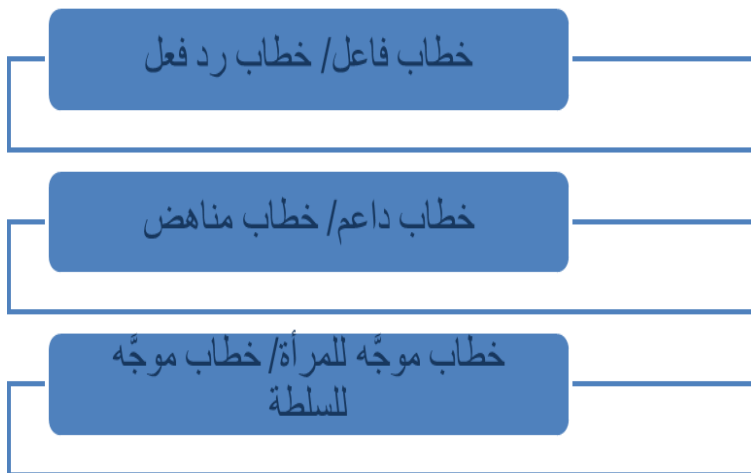 خطاب فاعل/ خطاب رد فعل
خطاب داعم/ خطاب مناهض
خطاب موجَّه للمرأة/ خطاب موجَّه
للسلطة